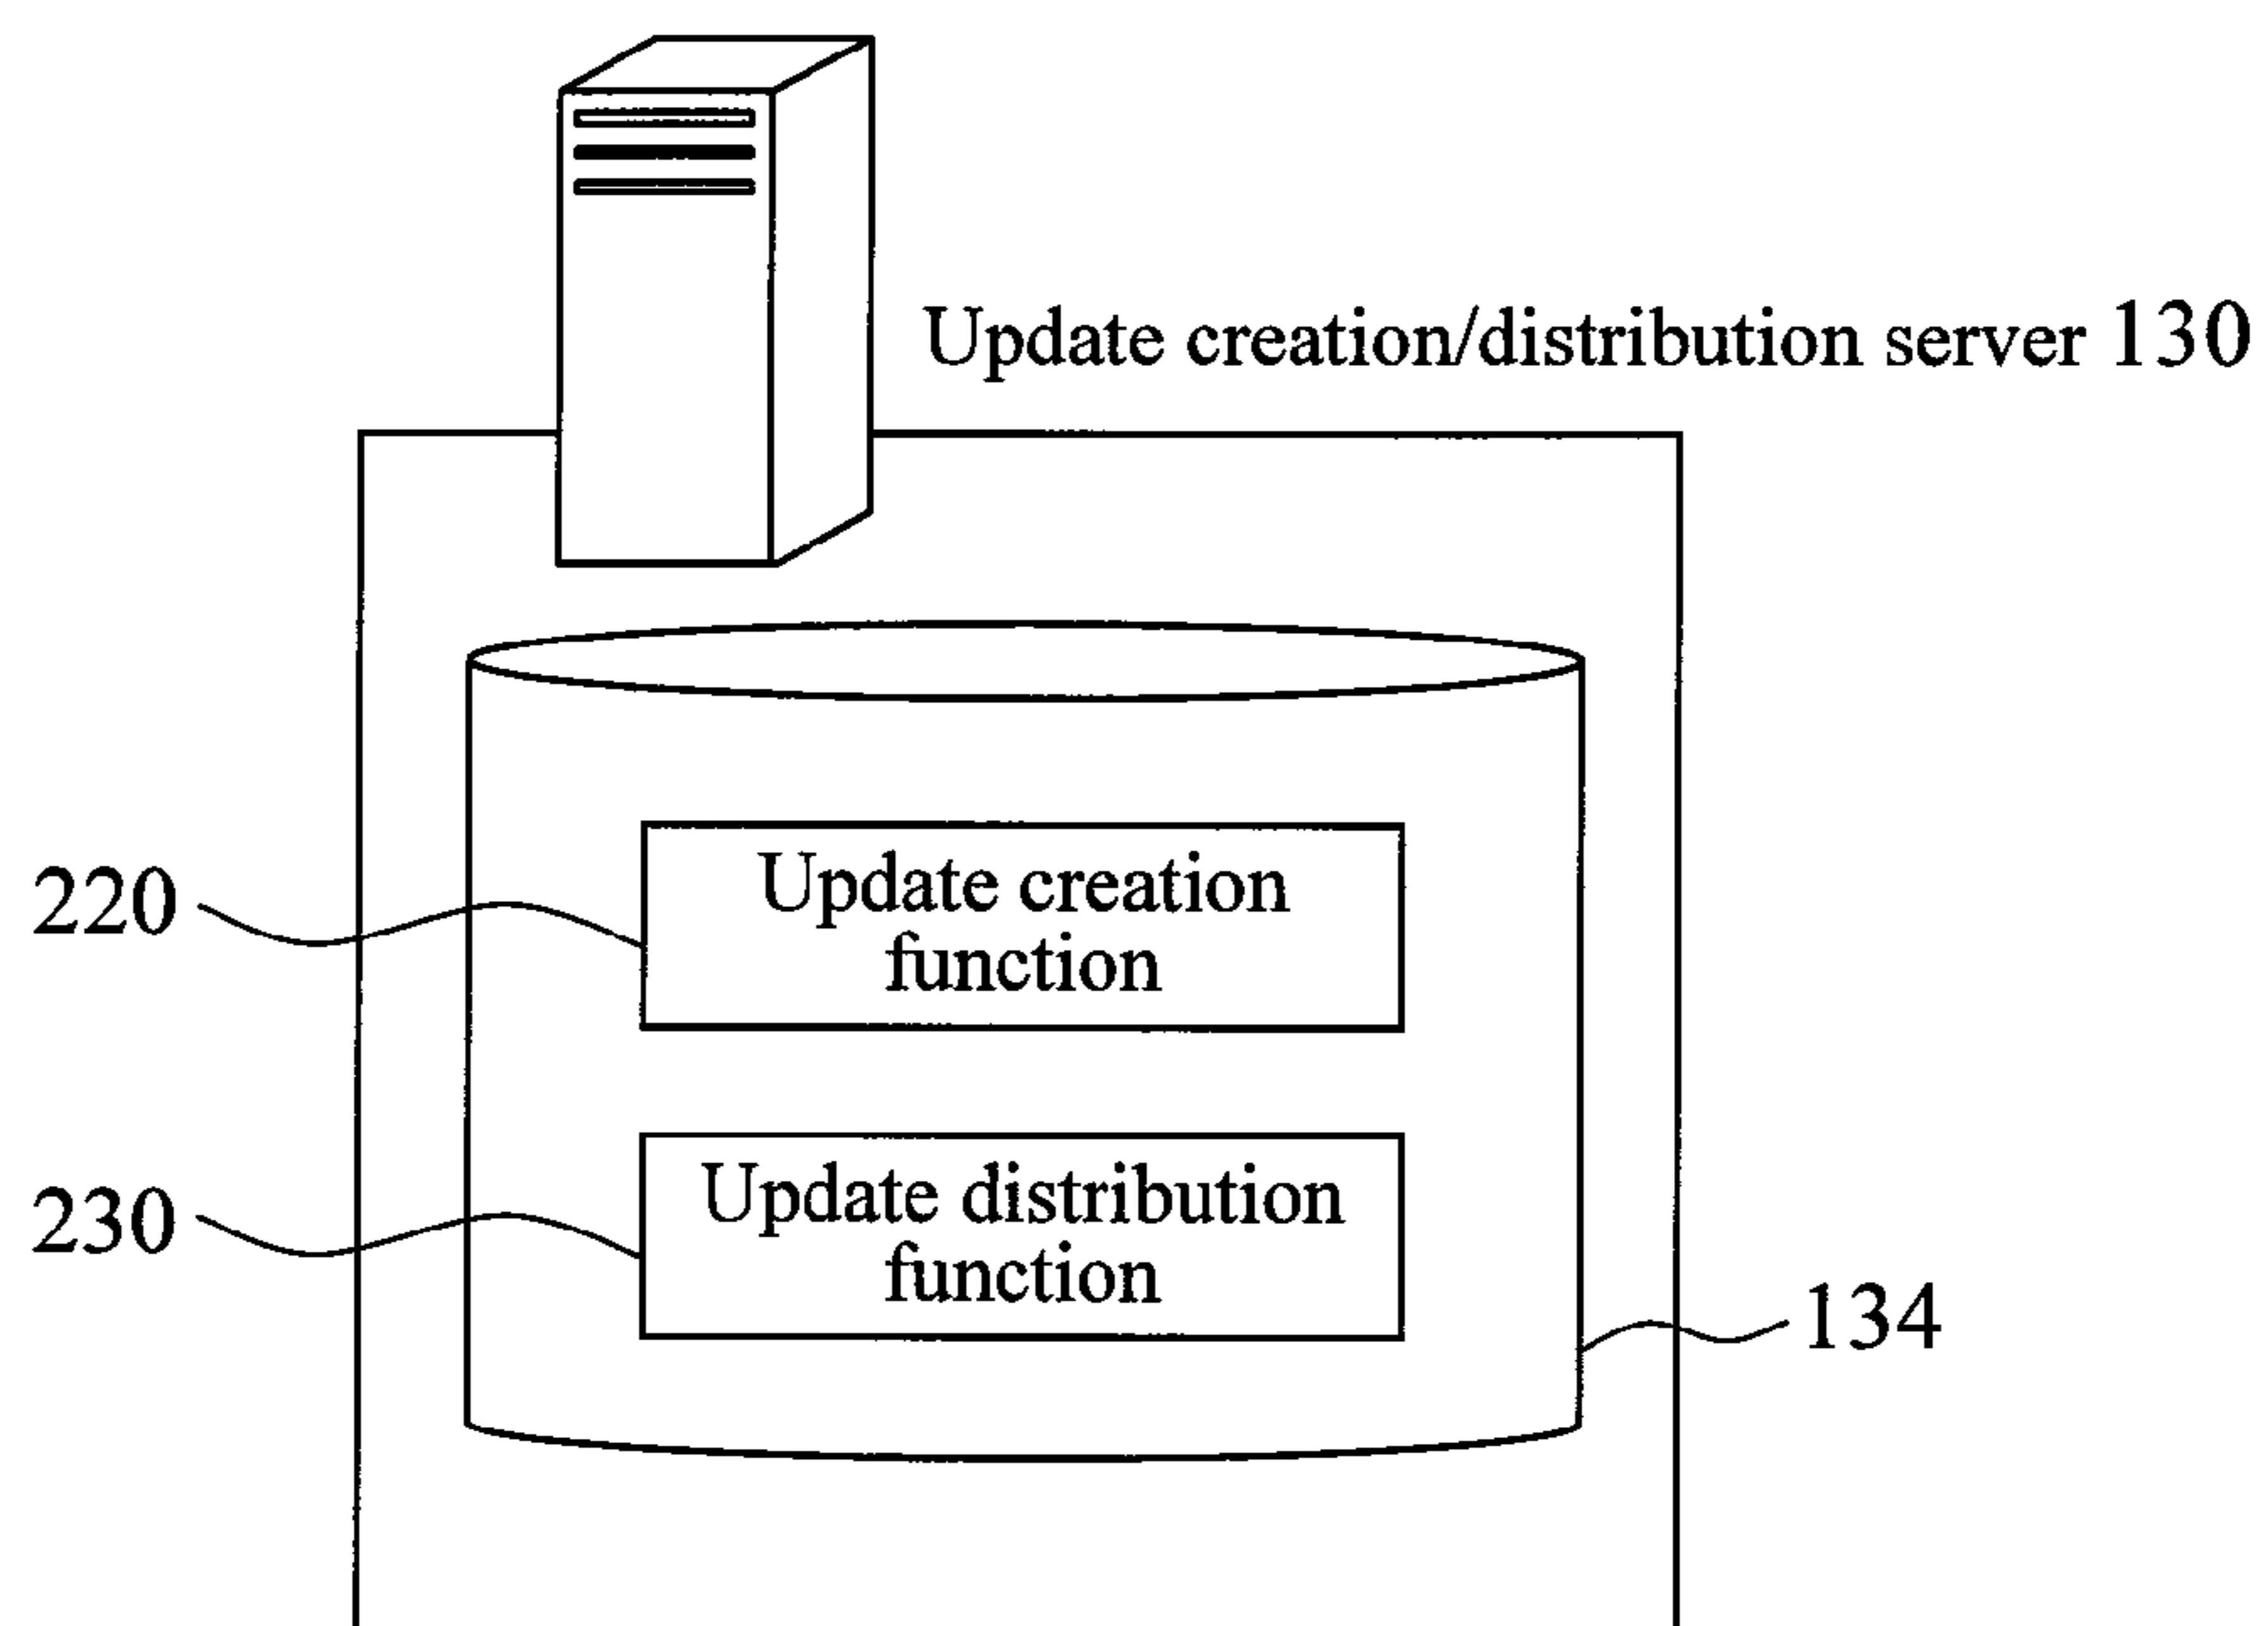 Update creation/distribution server 130
220
Update creation
function
230
Update distribution
function
134